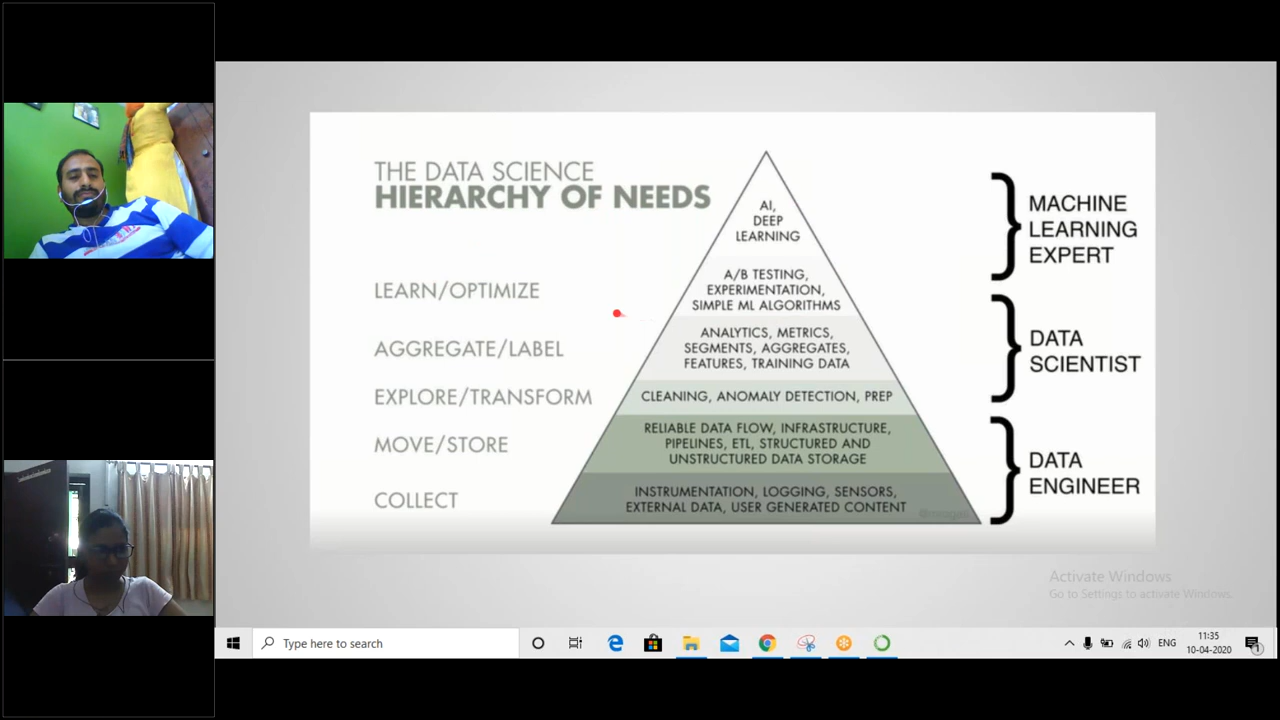 THE DATA SCIENCE
HIERARCHY OF NEEDS
LEARN/OPTIMIZE
AGGREGATE/LABEL
EXPLORE/TRANSFORM
MOVE/STORE
COLLECT
AI,
DEEP
LEARNING
A/B TESTING,
EXPERIMENTATION,
SIMPLE ML ALGORITHMS
ANALYTICS, METRICS,
SEGMENTS, AGGREGATES,
FEATURES, TRAINING DATA
CLEANING, ANOMALY DETECTION, PREP
RELIABLE DATA FLOW, INFRASTRUCTURE,
PIPELINES, ETL, STRUCTURED AND
UNSTRUCTURED DATA STORAGE
INSTRUMENTATION, LOGGING, SENSORS,
EXTERNAL DATA, USER GENERATED CONTENT
MACHINE
LEARNING
EXPERT
DATA
SCIENTIST
DATA
ENGINEER
Activate Windows
Go to Settings to activate Windows.
Type here to search
ENG
11:35
10-04-2020
1